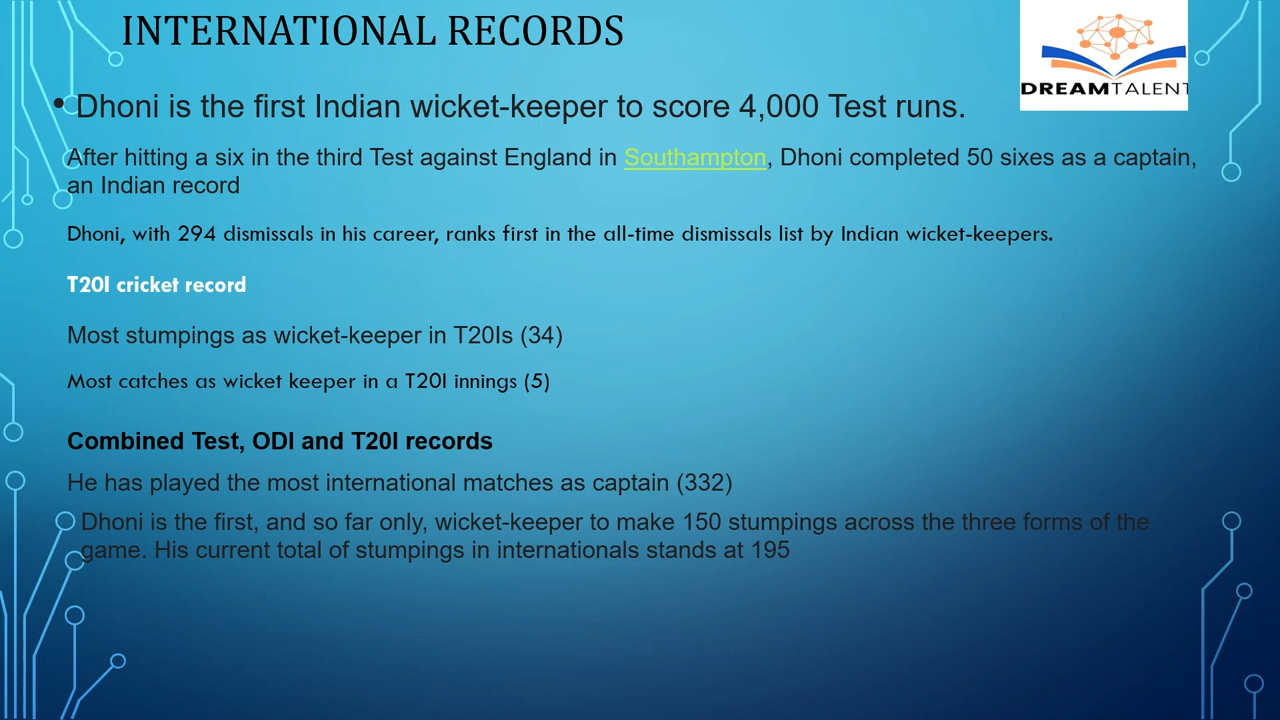 INTERNATIONAL RECORDS
DREAMTALENT
• Dhoni is the first Indian wicket-keeper to score 4,000 Test runs.
After hitting a six in the third Test against England in Southampton, Dhoni completed 50 sixes as a captain,
an Indian record
Dhoni, with 294 dismissals in his career, ranks first in the all-time dismissals list by Indian wicket-keepers.
T20I cricket record
Most stumpings as wicket-keeper in T20Is (34)
Most catches as wicket keeper in a T20I innings (5)
Combined Test, ODI and T20I records
He has played the most international matches as captain (332)
Dhoni is the first, and so far only, wicket-keeper to make 150 stumpings across the three forms of the
game. His current total of stumpings in internationals stands at 195